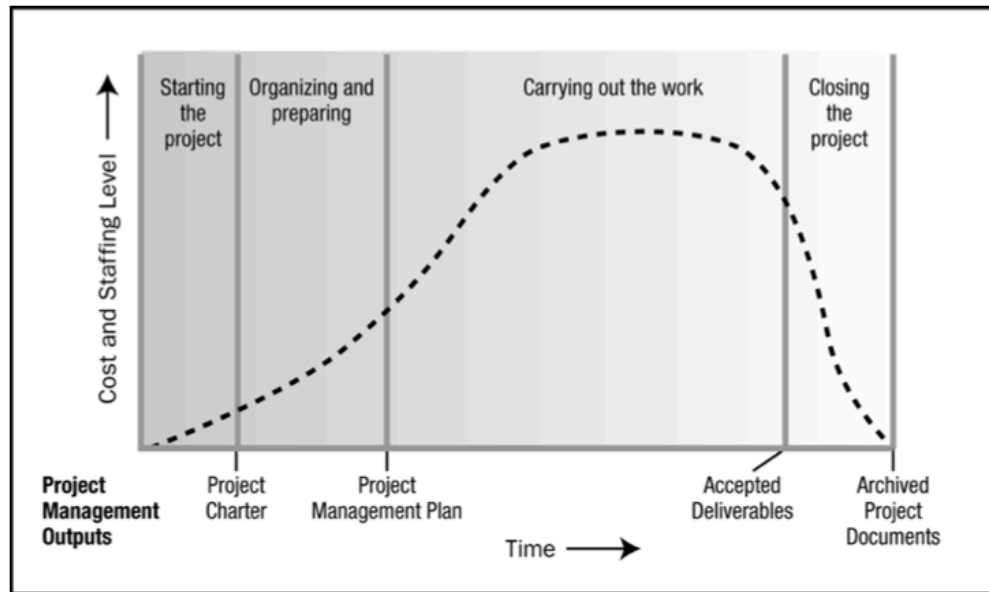 Starting
the
project
Organizing and
preparing
Carrying out the work
Closing
the
project
Cost and Staffing Level
Project
Management
Outputs
Project
Charter
Project
Management Plan
Accepted
Deliverables
Archived
Project
Documents
Time